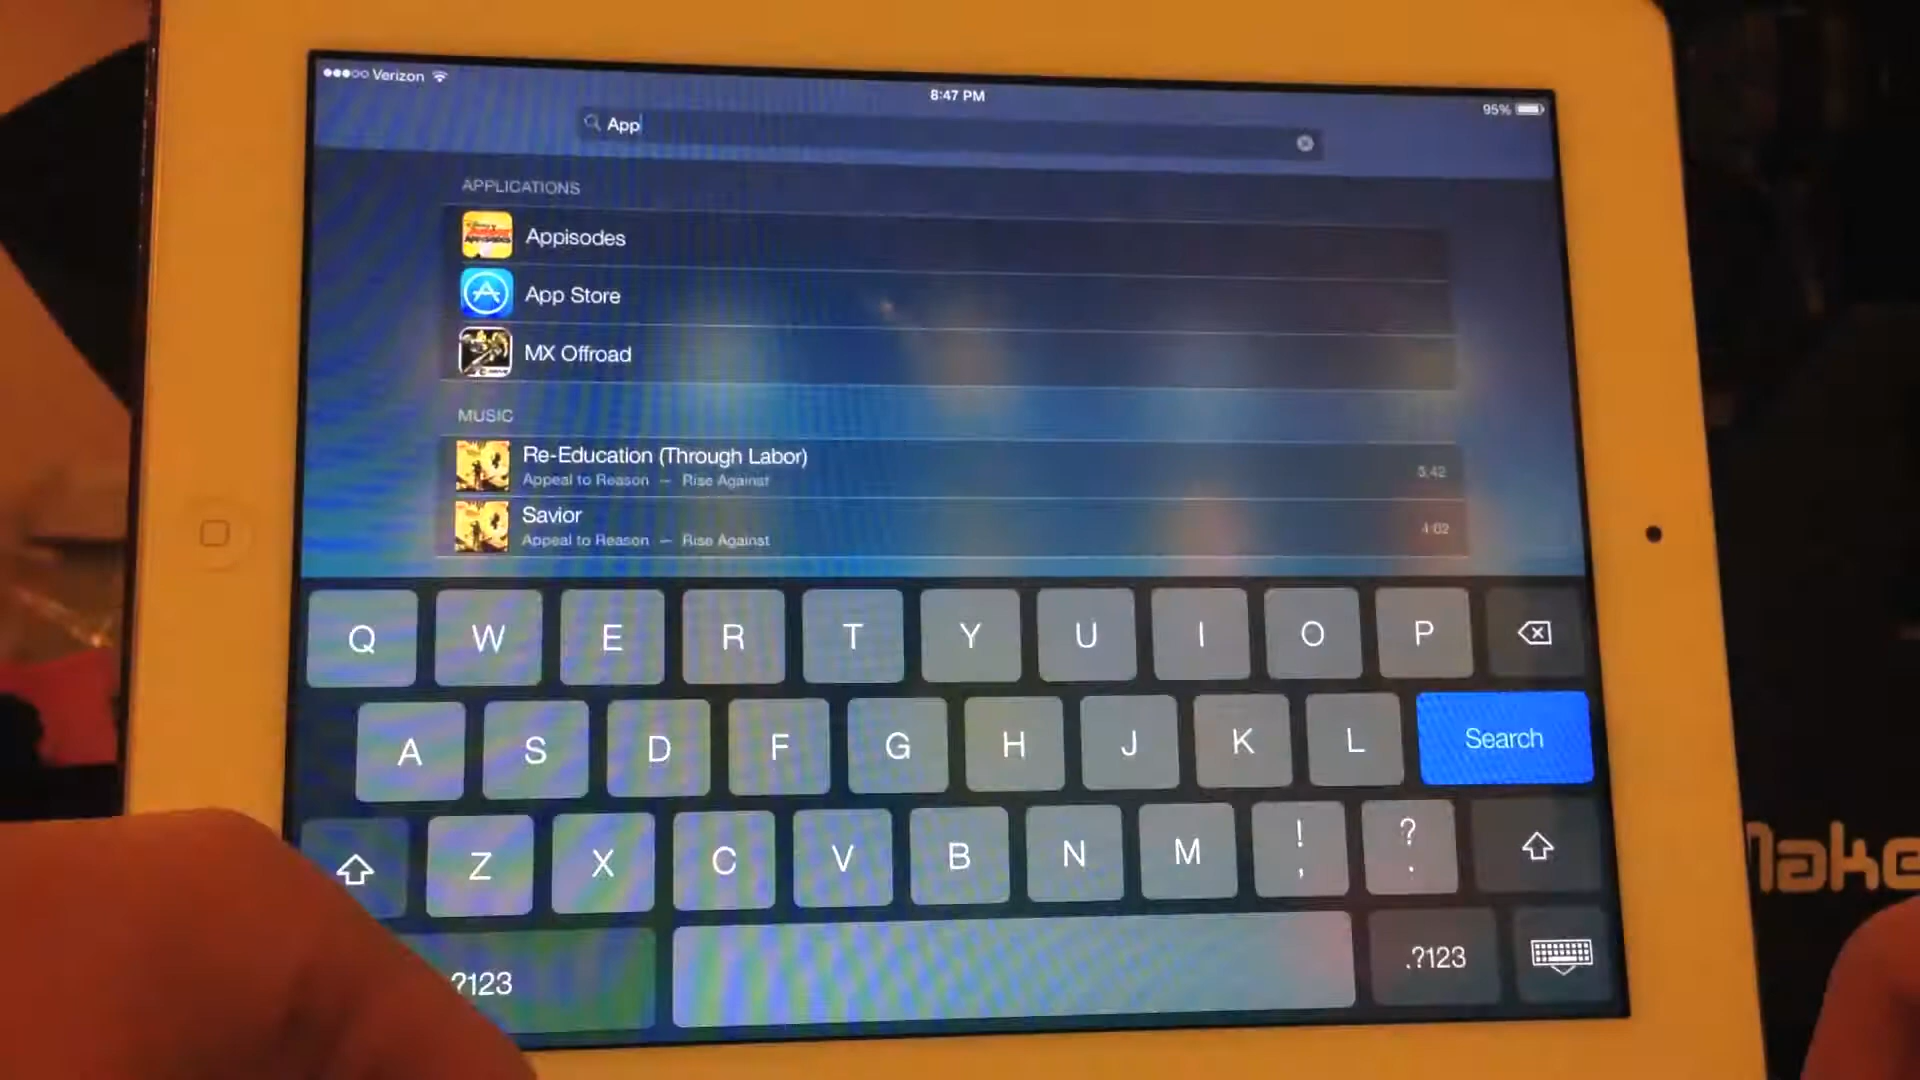 Verizon
8:47 PM
95%
App
APPLICATIONS
Appisodes
App Store
MX Offroad
MUSIC
Re-Education (Through Labor)
Appeal to Reason — Rise Against
3:42
Savior
Appeal to Reason — Rise Against
4:02
Q W E R T Y U I O P
A S D F G H J K L Search
Z X C V B N M ! , ? .
?123 .?123
Make